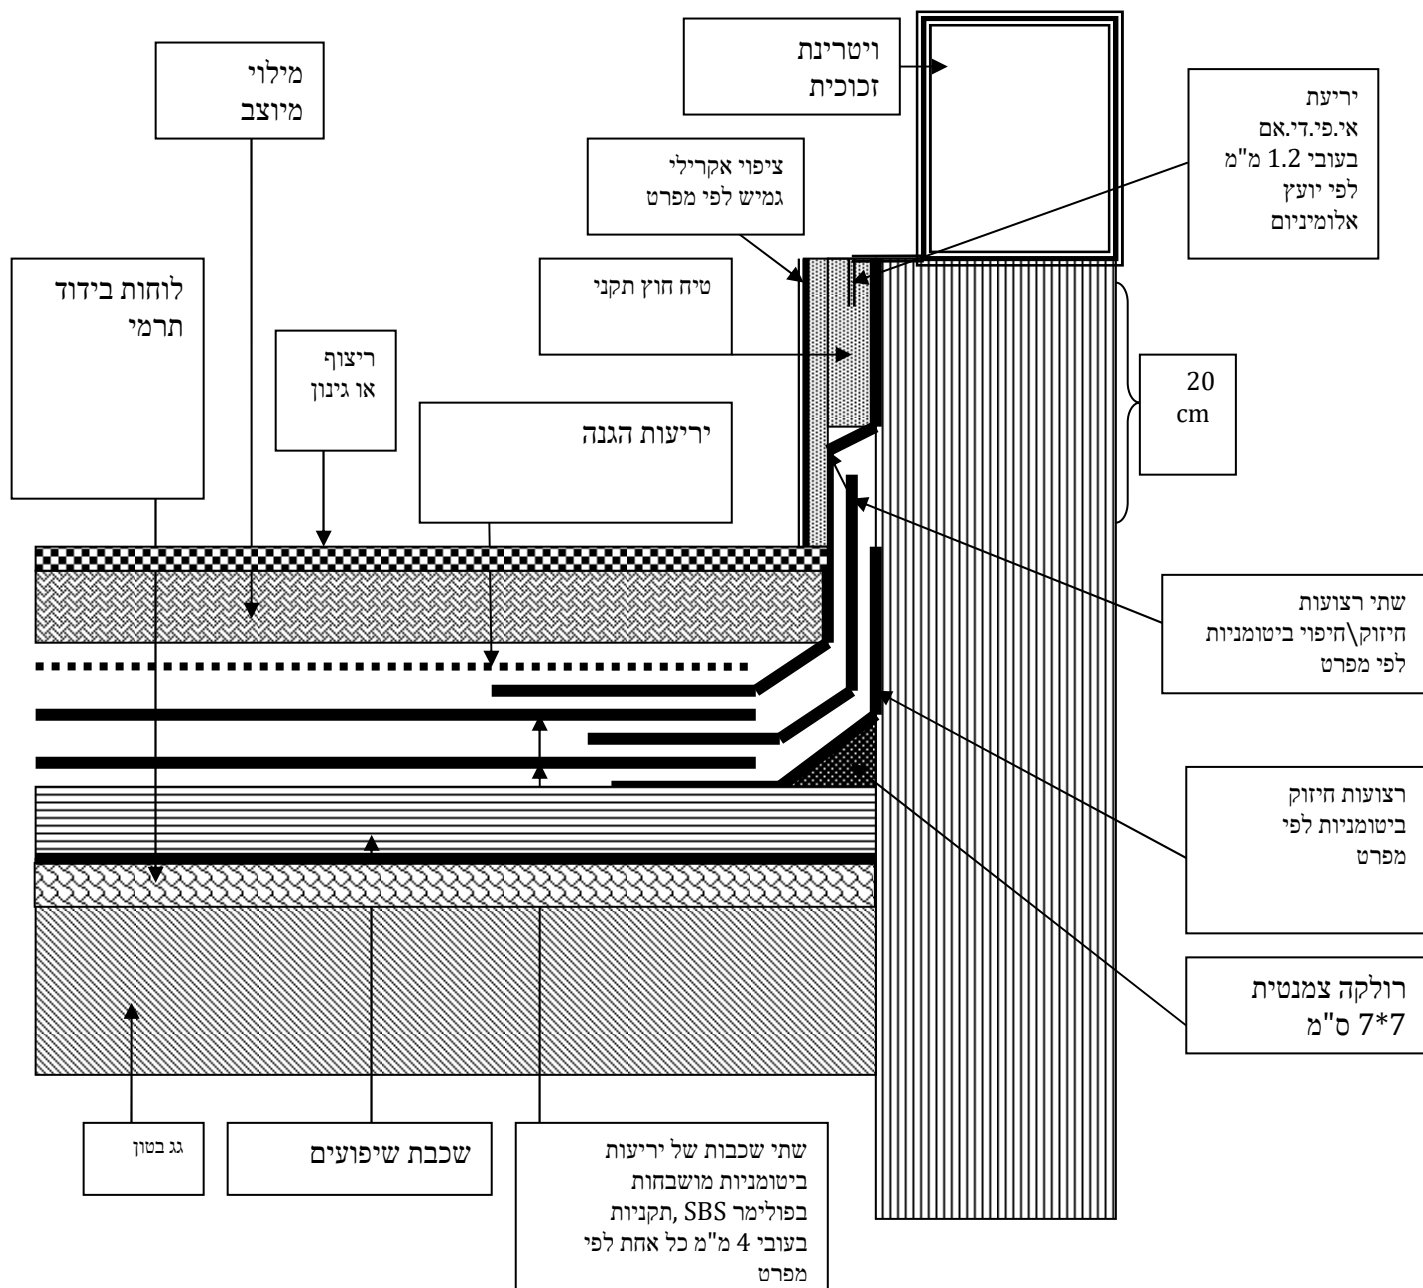 ויטרינת
זכוכית
מילוי
מיוצב
יריעת
אי.פי.די.אם
בעובי 1.2 מ"מ
לפי יועץ
אלומיניום
ציפוי אקרילי
גמיש לפי מפרט
לוחות בידוד
תרמי
טיח חוץ תקני
ריצוף
או גינון
20
cm
יריעות הגנה
שתי רצועות
חיזוק\חיפוי ביטומניות
לפי מפרט
רצועות חיזוק
ביטומניות לפי
מפרט
רולקה צמנטית
7*7 ס"מ
גג בטון
שכבת שיפועים
שתי שכבות של יריעות
ביטומניות מושבחות
בפולימר SBS ,תקניות
בעובי 4 מ"מ כל אחת לפי
מפרט